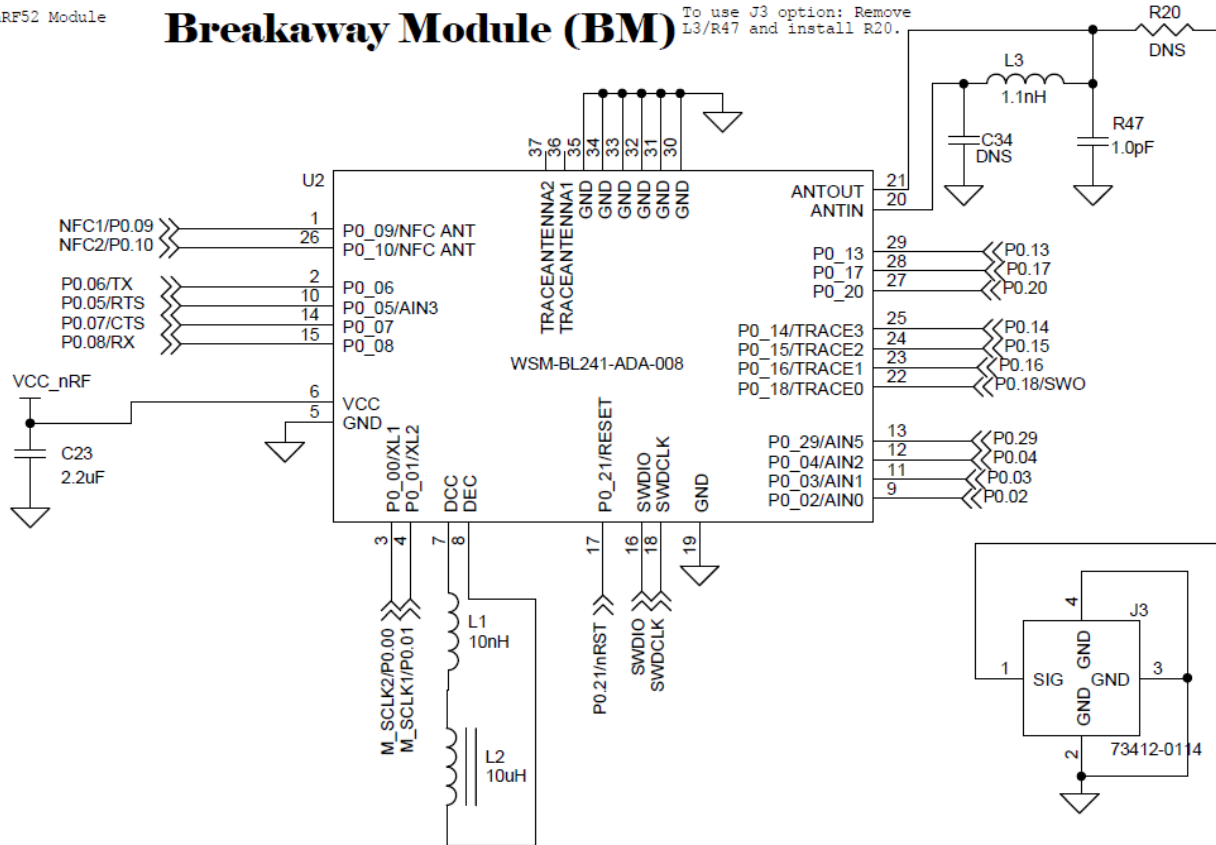 RF52 Module
Breakaway Module (BM)
To use J3 option: Remove
L3/R47 and install R20.
R20
DNS
L3
1.1nH
C34
DNS
R47
1.0pF
37
36
35
34
33
32
31
30
U2
TRACEANTENNA2
TRACEANTENNA1
GND
GND
GND
GND
GND
GND
ANTOUT
21
ANTIN
20
NFC1/P0.09
1
P0_09/NFC ANT
NFC2/P0.10
26
P0_10/NFC ANT
P0_13
29
P0.13
P0_17
28
P0.17
P0_20
27
P0.20
P0.06/TX
2
P0_06
P0.05/RTS
10
P0_05/AIN3
P0.07/CTS
14
P0_07
P0.08/RX
15
P0_08
P0_14/TRACE3
25
P0.14
P0_15/TRACE2
24
P0.15
P0_16/TRACE1
23
P0.16
P0_18/TRACE0
22
P0.18/SWO
WSM-BL241-ADA-008
VCC_nRF
6
VCC
5
GND
C23
2.2uF
P0_29/AIN5
13
P0.29
P0_04/AIN2
12
P0.04
P0_03/AIN1
11
P0.03
P0_02/AIN0
9
P0.02
P0_00/XL1
P0_01/XL2
DCC
DEC
P0_21/RESET
SWDIO
SWDCLK
GND
3
4
7
8
17
16
18
19
M_SCLK2/P0.00
M_SCLK1/P0.01
L1
10nH
L2
10uH
P0.21/nRST
SWDIO
SWDCLK
4
J3
GND
1
SIG
GND
3
GND
2
73412-0114